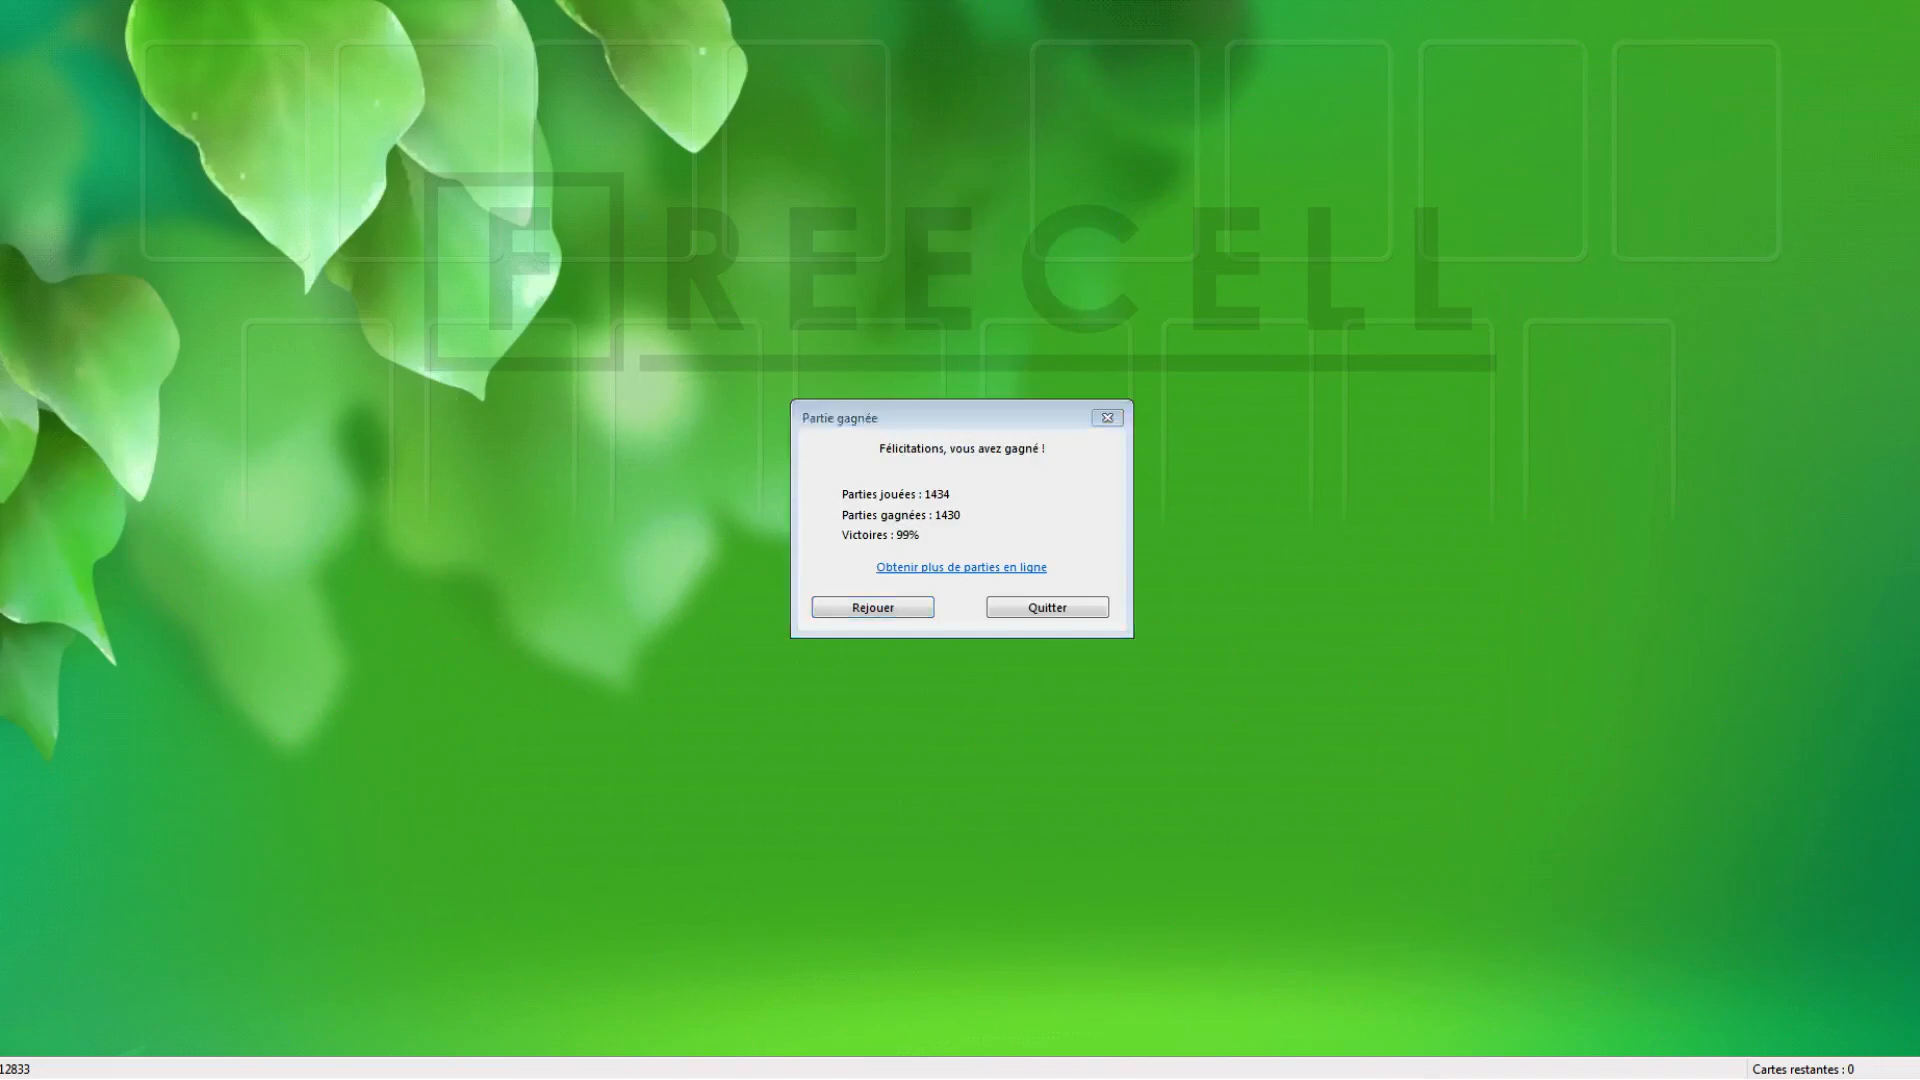 FREECELL
Partie gagnée
Félicitations, vous avez gagné !
Parties jouées : 1434
Parties gagnées : 1430
Victoires : 99%
Obtenir plus de parties en ligne
Rejouer
Quitter
12833
Cartes restantes : 0